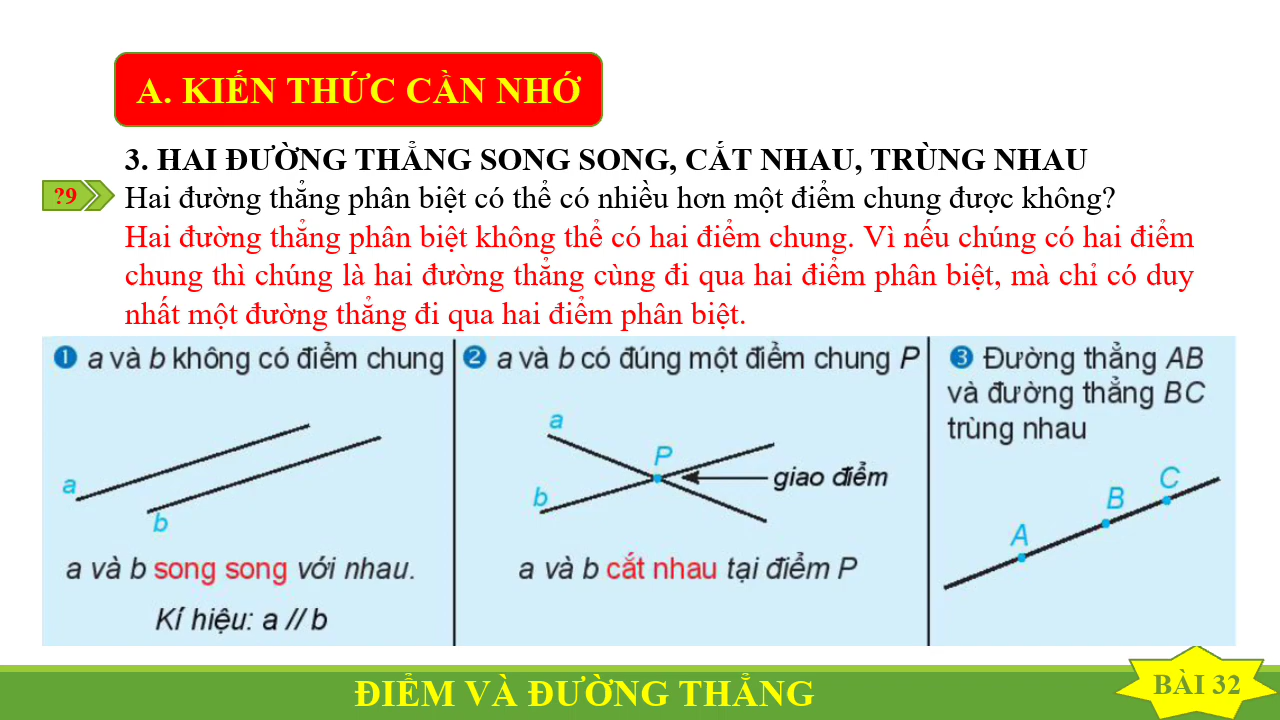 A. KIẾN THỨC CẦN NHỚ
3. HAI ĐƯỜNG THẲNG SONG SONG, CẮT NHAU, TRÙNG NHAU
?9
Hai đường thẳng phân biệt có thể có nhiều hơn một điểm chung được không?
Hai đường thẳng phân biệt không thể có hai điểm chung. Vì nếu chúng có hai điểm
chung thì chúng là hai đường thẳng cùng đi qua hai điểm phân biệt, mà chỉ có duy
nhất một đường thẳng đi qua hai điểm phân biệt.
1 a và b không có điểm chung
a
b
a và b song song với nhau.
Kí hiệu: a // b
2 a và b có đúng một điểm chung P
a
P
giao điểm
b
a và b cắt nhau tại điểm P
3 Đường thẳng AB
và đường thẳng BC
trùng nhau
C
B
A
ĐIỂM VÀ ĐƯỜNG THẲNG
BÀI 32